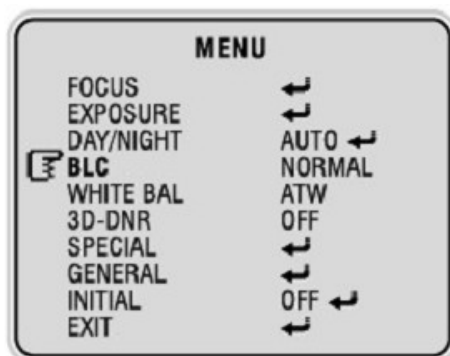 MENU
FOCUS ↵
EXPOSURE ↵
DAY/NIGHT AUTO ↵
BLC NORMAL
WHITE BAL ATW
3D-DNR OFF
SPECIAL ↵
GENERAL ↵
INITIAL OFF ↵
EXIT ↵